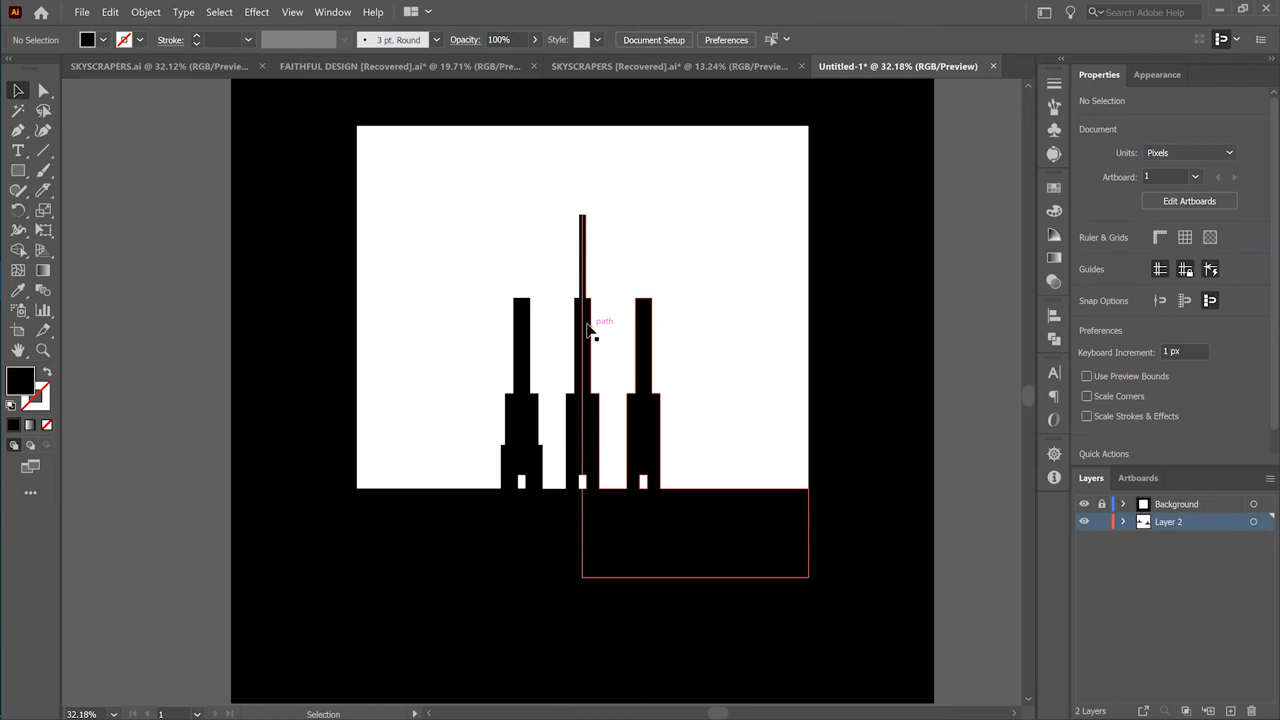 Ai File Edit Object Type Select Effect View Window Help Search Adobe Help
No Selection Stroke: 3 pt. Round Opacity: 100% Style: Document Setup Preferences
SKYSCRAPERS.ai @ 32.12% (RGB/Previe... × FAITHFUL DESIGN [Recovered].ai* @ 19.71% (RGB/Pre... × SKYSCRAPERS [Recovered].ai* @ 13.24% (RGB/Previe... × Untitled-1* @ 32.18% (RGB/Preview) ×
Properties Appearance
No Selection
Document
Units: Pixels
Artboard: 1
Edit Artboards
Ruler & Grids
Guides
Snap Options
path
Preferences
Keyboard Increment: 1 px
Use Preview Bounds
Scale Corners
Scale Strokes & Effects
Quick Actions
Layers Artboards
Background
Layer 2
32.18% 1 Selection 2 Layers